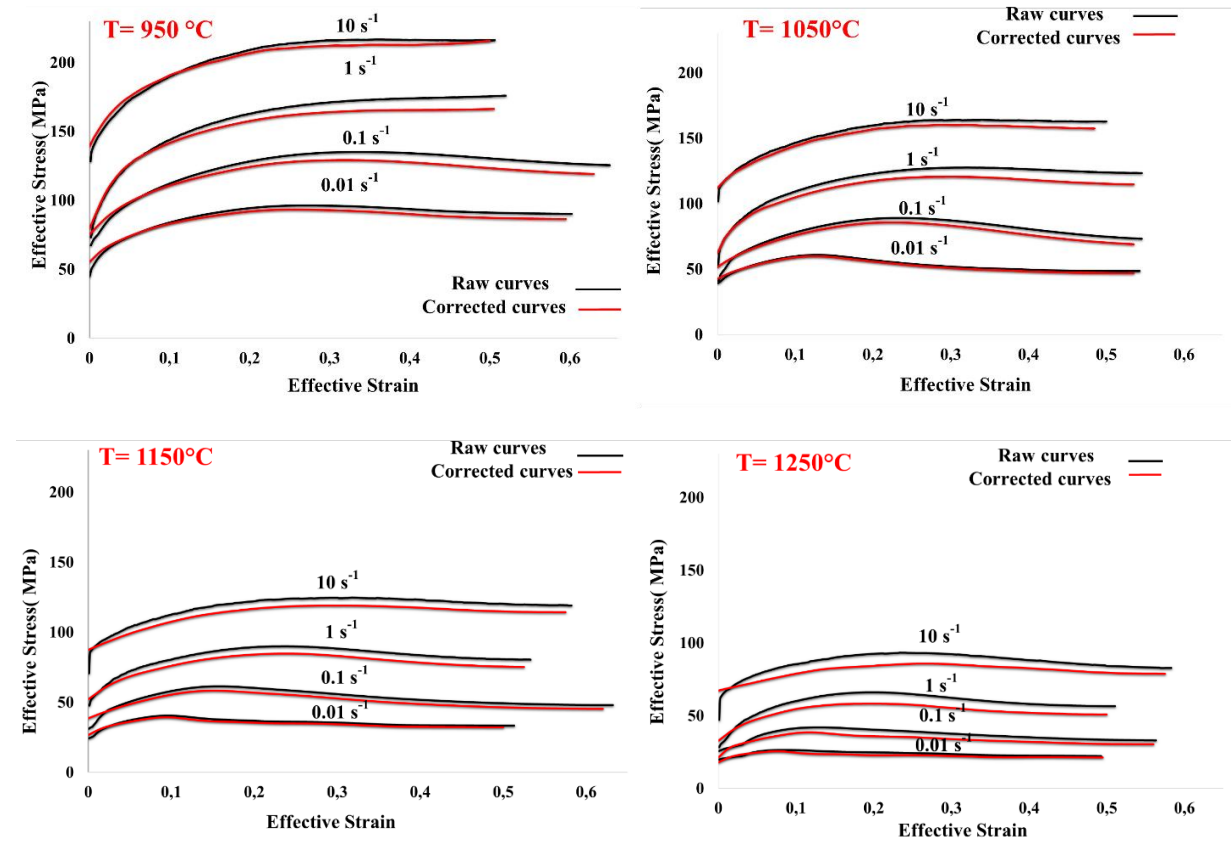 T= 950 °C
10 s-1
1 s-1
0.1 s-1
0.01 s-1
Raw curves
Corrected curves
Effective Stress( MPa)
200
150
100
50
0
0 0,1 0,2 0,3 0,4 0,5 0,6
Effective Strain
T= 1050°C
Raw curves
Corrected curves
10 s-1
1 s-1
0.1 s-1
0.01 s-1
Effective Stress( MPa)
200
150
100
50
0
0 0,1 0,2 0,3 0,4 0,5 0,6
Effective Strain
T= 1150°C
Raw curves
Corrected curves
10 s-1
1 s-1
0.1 s-1
0.01 s-1
Effective Stress( MPa)
200
150
100
50
0
0 0,1 0,2 0,3 0,4 0,5 0,6
Effective Strain
T= 1250°C
Raw curves
Corrected curves
10 s-1
1 s-1
0.1 s-1
0.01 s-1
Effective Stress( MPa)
200
150
100
50
0
0 0,1 0,2 0,3 0,4 0,5 0,6
Effective Strain